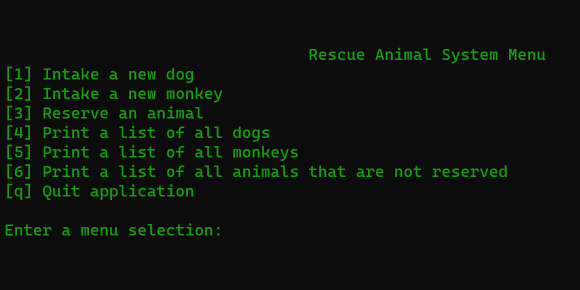 Rescue Animal System Menu
[1] Intake a new dog
[2] Intake a new monkey
[3] Reserve an animal
[4] Print a list of all dogs
[5] Print a list of all monkeys
[6] Print a list of all animals that are not reserved
[q] Quit application
Enter a menu selection: